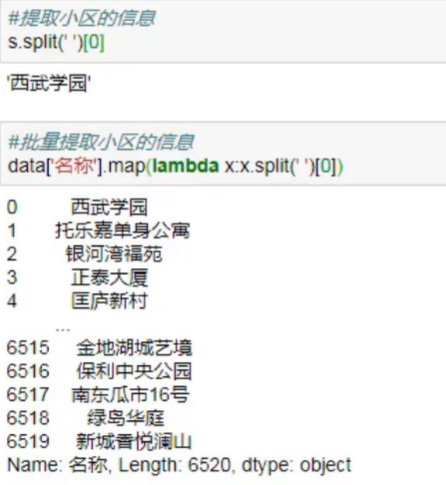 #提取小区的信息
s.split(' ')[0]
'西武学园'
#批量提取小区的信息
data['名称'].map(lambda x:x.split(' ')[0])
0 西武学园
1 托乐嘉单身公寓
2 银河湾福苑
3 正泰大厦
4 匡庐新村
...
6515 金地湖城艺境
6516 保利中央公园
6517 南东瓜市16号
6518 绿岛华庭
6519 新城香悦澜山
Name: 名称, Length: 6520, dtype: object